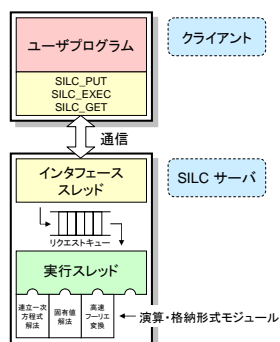 ユーザプログラム
クライアント
SILC_PUT
SILC_EXEC
SILC_GET
通信
インタフェース
スレッド
SILC サーバ
リクエストキュー
実行スレッド
連立一次
方程式
解法
固有値
解法
高速
フーリエ
変換
演算・格納形式モジュール